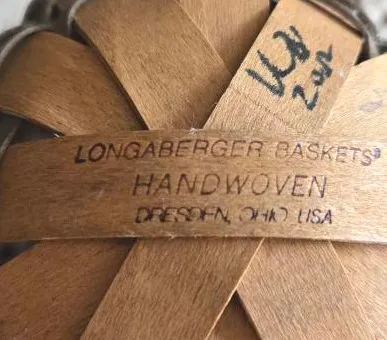 LONGABERGER BASKETS®
HANDWOVEN
DRESDEN, OHIO USA